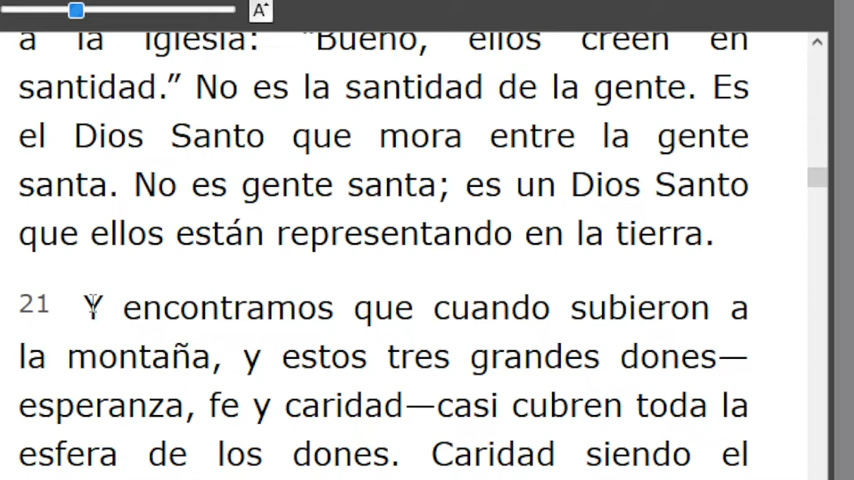 A^
a la iglesia: “Bueno, ellos creen en
santidad.” No es la santidad de la gente. Es
el Dios Santo que mora entre la gente
santa. No es gente santa; es un Dios Santo
que ellos están representando en la tierra.
21 Y encontramos que cuando subieron a
la montaña, y estos tres grandes dones—
esperanza, fe y caridad—casi cubren toda la
esfera de los dones. Caridad siendo el